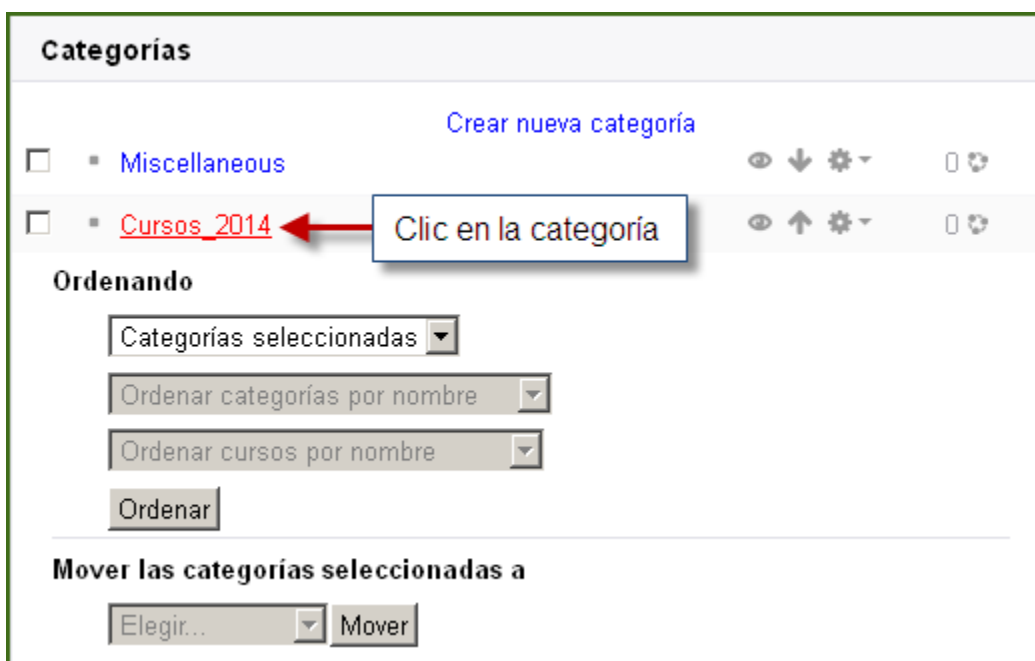 Categorías
Crear nueva categoría
Miscellaneous 0
Cursos_2014 Clic en la categoría 0
Ordenando
Categorías seleccionadas
Ordenar categorías por nombre
Ordenar cursos por nombre
Ordenar
Mover las categorías seleccionadas a
Elegir... Mover